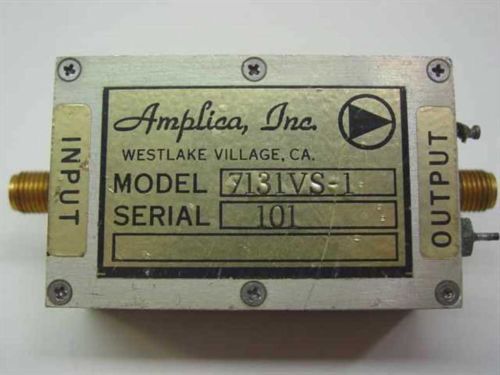 Amplica, Inc.
WESTLAKE VILLAGE, CA.
MODEL 7131VS-1
SERIAL 101
INPUT
OUTPUT